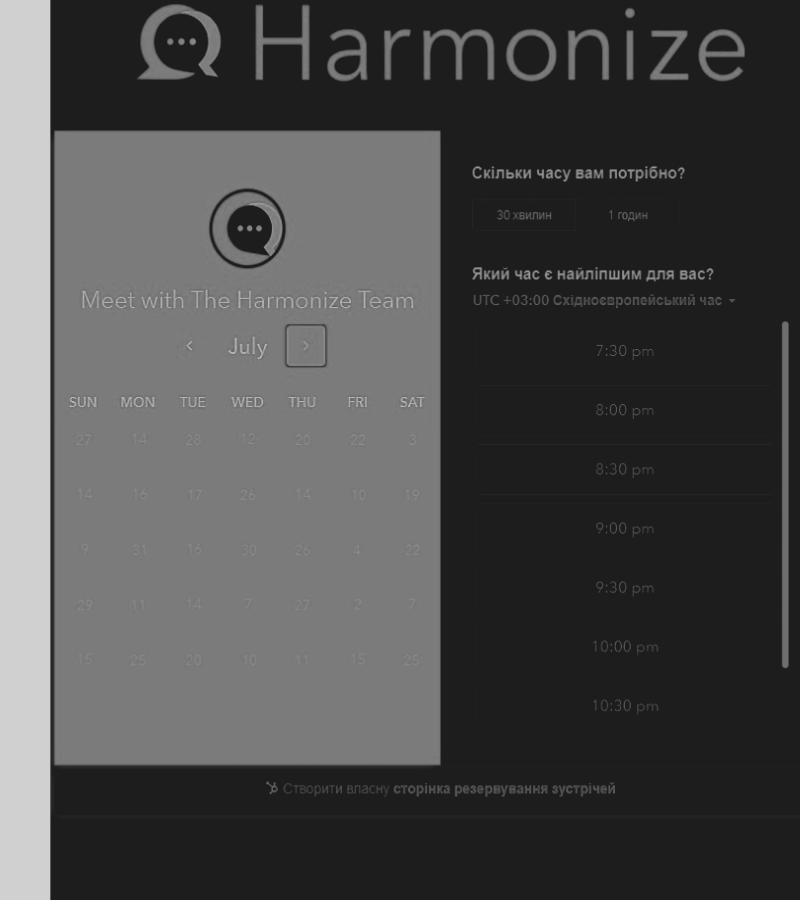 Harmonize
Meet with The Harmonize Team
July
SUN MON TUE WED THU FRI SAT
27 14 28 12 20 22 3
14 16 17 26 14 10 19
9 31 16 30 26 4 22
29 11 14 7 27 2 7
15 25 20 10 11 15 25
Скільки часу вам потрібно?
30 хвилин 1 годин
Який час є найліпшим для вас?
UTC +03:00 Східноєвропейський час
7:30 pm
8:00 pm
8:30 pm
9:00 pm
9:30 pm
10:00 pm
10:30 pm
Створити власну сторінка резервування зустрічей